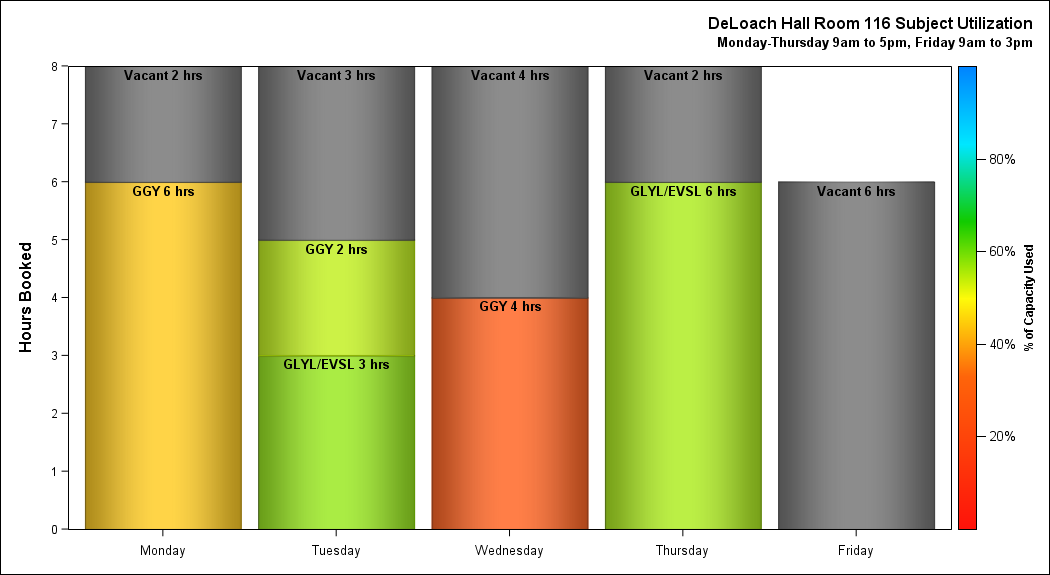 DeLoach Hall Room 116 Subject Utilization
Monday-Thursday 9am to 5pm, Friday 9am to 3pm
Hours Booked
8
7
6
5
4
3
2
1
0
Vacant 2 hrs
GGY 6 hrs
Vacant 3 hrs
GGY 2 hrs
GLYL/EVSL 3 hrs
Vacant 4 hrs
GGY 4 hrs
Vacant 2 hrs
GLYL/EVSL 6 hrs
Vacant 6 hrs
Monday
Tuesday
Wednesday
Thursday
Friday
80%
60%
40%
20%
% of Capacity Used